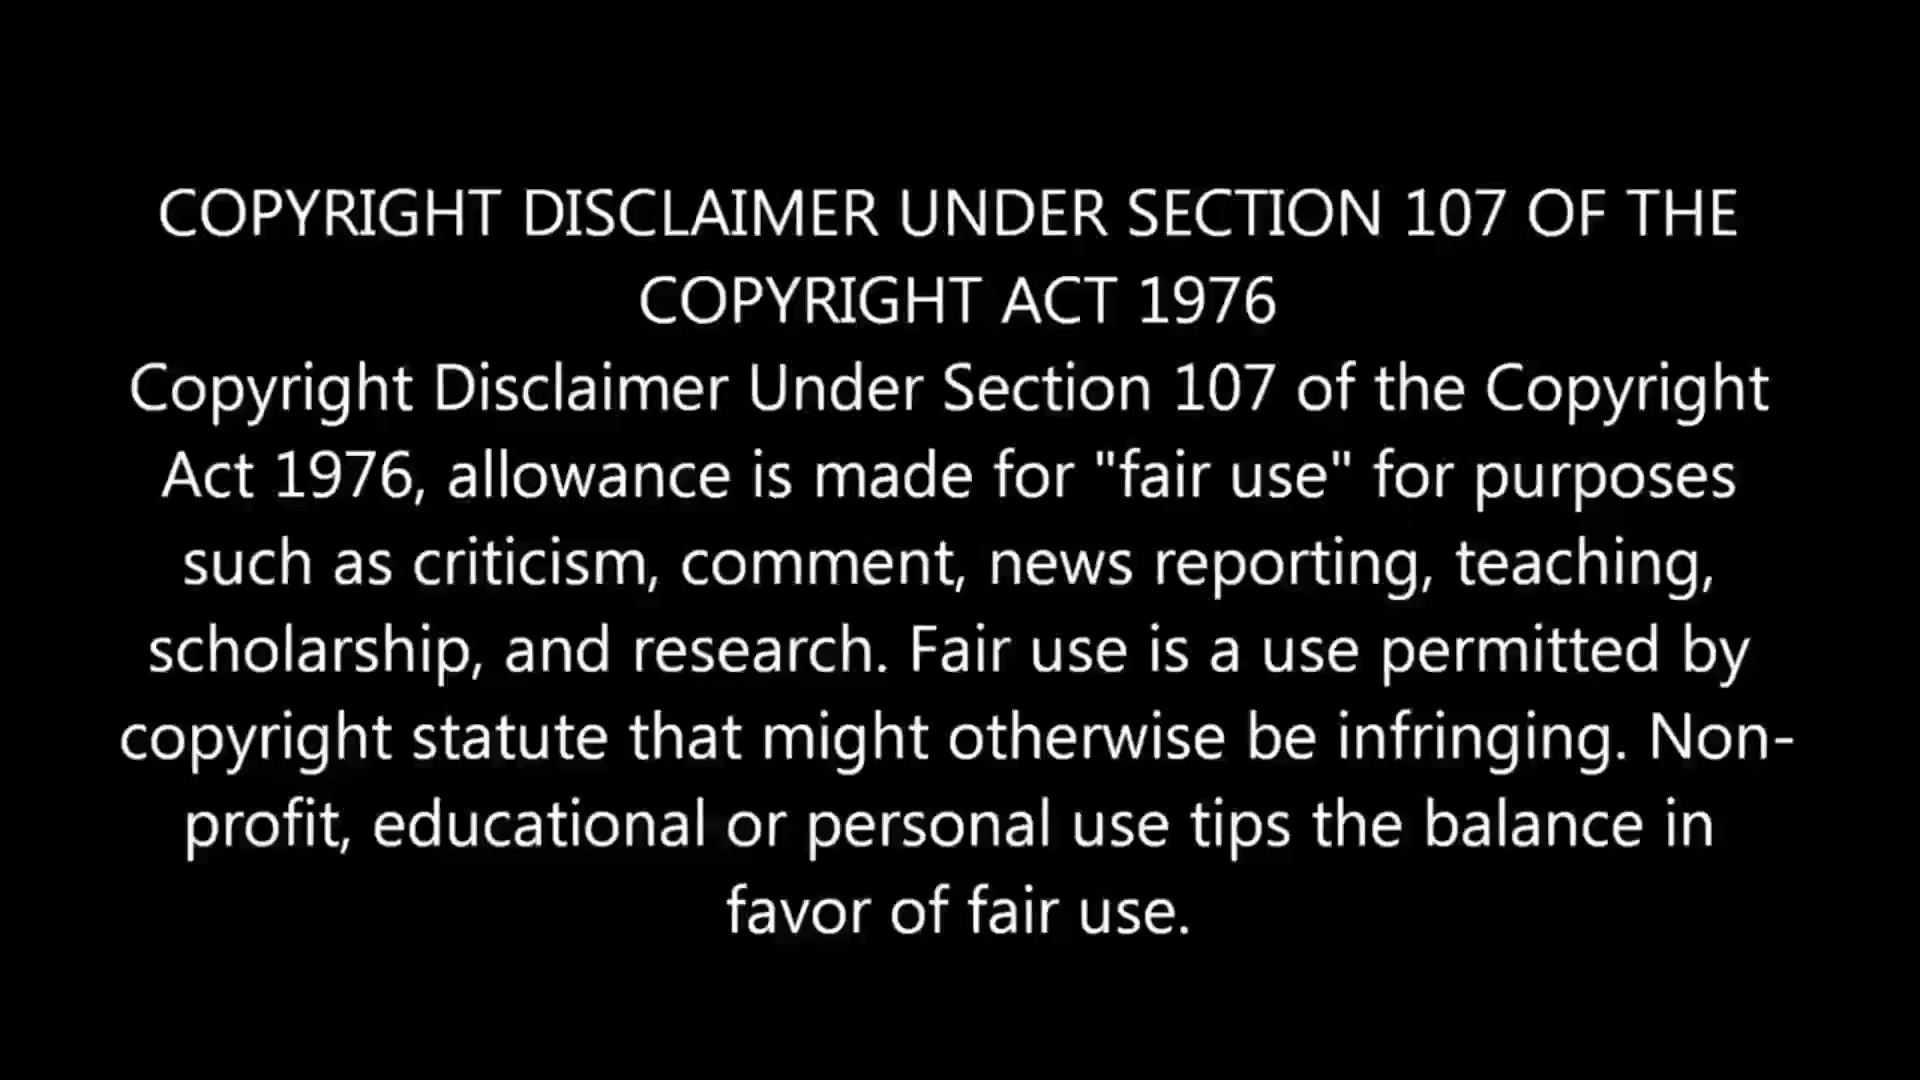 COPYRIGHT DISCLAIMER UNDER SECTION 107 OF THE
COPYRIGHT ACT 1976
Copyright Disclaimer Under Section 107 of the Copyright
Act 1976, allowance is made for "fair use" for purposes
such as criticism, comment, news reporting, teaching,
scholarship, and research. Fair use is a use permitted by
copyright statute that might otherwise be infringing. Non-
profit, educational or personal use tips the balance in
favor of fair use.